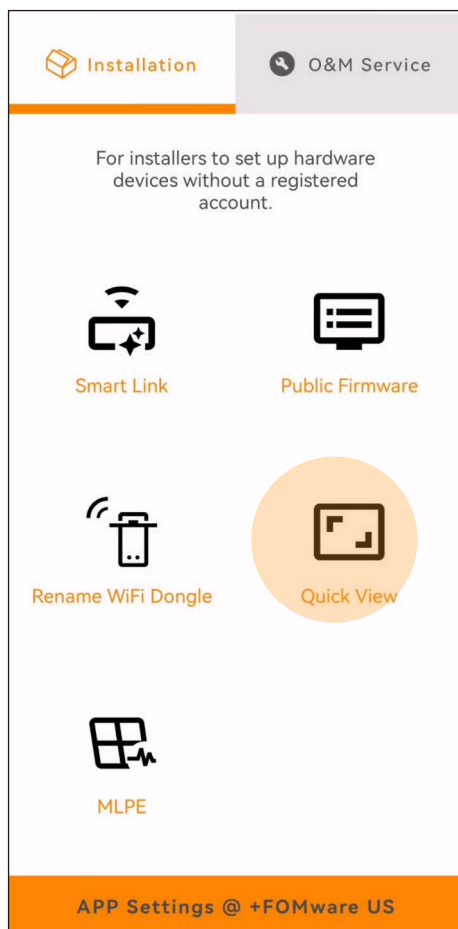 Installation
O&M Service
For installers to set up hardware
devices without a registered
account.
Smart Link
Public Firmware
Rename WiFi Dongle
Quick View
MLPE
APP Settings @ +FOMware US